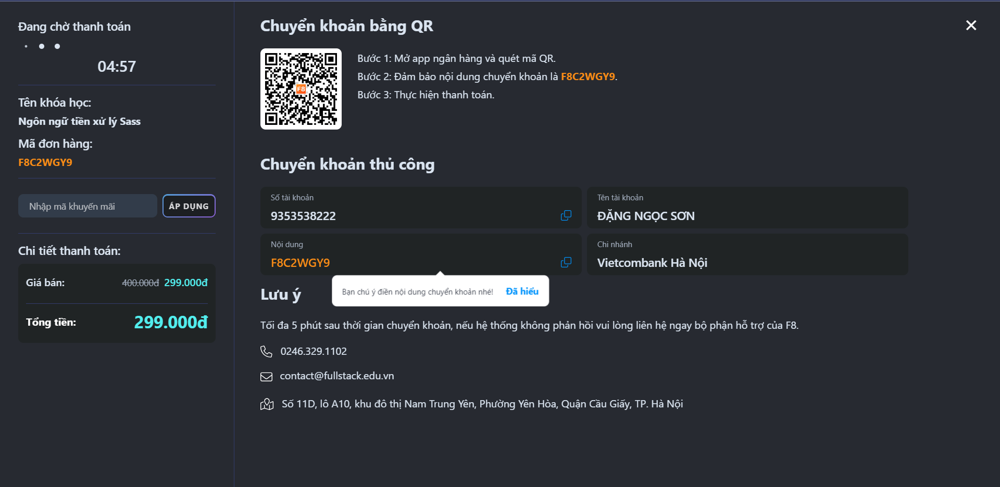 Đang chờ thanh toán
04:57
Tên khóa học:
Ngôn ngữ tiền xử lý Sass
Mã đơn hàng:
F8C2WGY9
Nhập mã khuyến mãi
ÁP DỤNG
Chi tiết thanh toán:
Giá bán: 400.000đ 299.000đ
Tổng tiền: 299.000đ
Chuyển khoản bằng QR
F8
Bước 1: Mở app ngân hàng và quét mã QR.
Bước 2: Đảm bảo nội dung chuyển khoản là F8C2WGY9.
Bước 3: Thực hiện thanh toán.
Chuyển khoản thủ công
Số tài khoản
9353538222
Tên tài khoản
ĐẶNG NGỌC SƠN
Nội dung
F8C2WGY9
Chi nhánh
Vietcombank Hà Nội
Bạn chú ý điền nội dung chuyển khoản nhé! Đã hiểu
Lưu ý
Tối đa 5 phút sau thời gian chuyển khoản, nếu hệ thống không phản hồi vui lòng liên hệ ngay bộ phận hỗ trợ của F8.
0246.329.1102
contact@fullstack.edu.vn
Số 11D, lô A10, khu đô thị Nam Trung Yên, Phường Yên Hòa, Quận Cầu Giấy, TP. Hà Nội